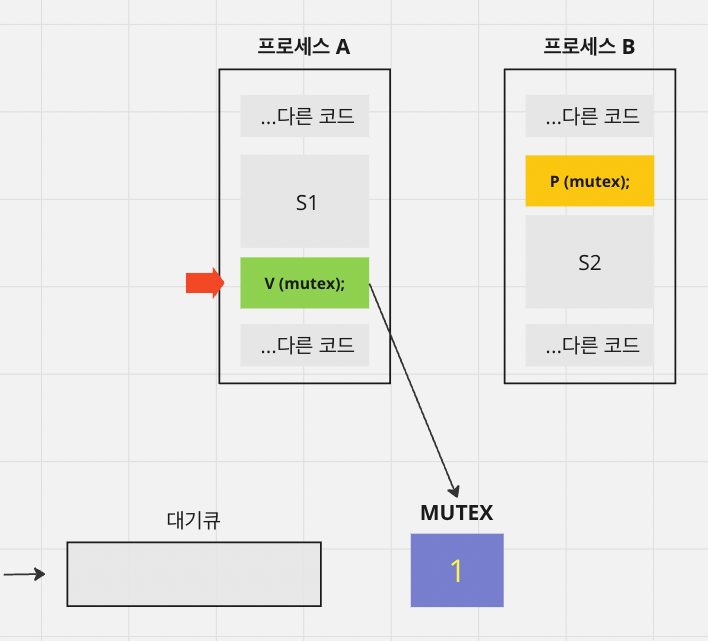 프로세스 A
...다른 코드
S1
V (mutex);
...다른 코드
프로세스 B
...다른 코드
P (mutex);
S2
...다른 코드
대기큐
MUTEX
1